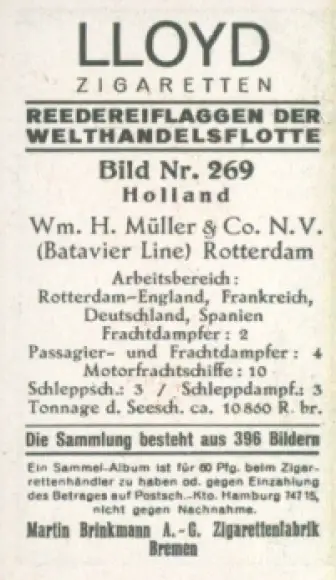 LLOYD
ZIGARETTEN
REEDEREIFLAGGEN DER
WELTHANDELSFLOTTE
Bild Nr. 269
Holland
Wm. H. Müller & Co. N.V.
(Batavier Line) Rotterdam
Arbeitsbereich:
Rotterdam-England, Frankreich,
Deutschland, Spanien
Frachtdampfer: 2
Passagier- und Frachtdampfer: 4
Motorfrachtschiffe: 10
Schleppsch.: 3 / Schleppdampf.: 3
Tonnage d. Seesch. ca. 10860 R. br.
Die Sammlung besteht aus 396 Bildern
Ein Sammel-Album ist für 60 Pfg. beim Zigar-
rettenhändler zu haben od. gegen Einzahlung
des Betrages auf Postsch.-Kto. Hamburg 74715,
nicht gegen Nachnahme.
Martin Brinkmann A.-G. Zigarettenfabrik
Bremen